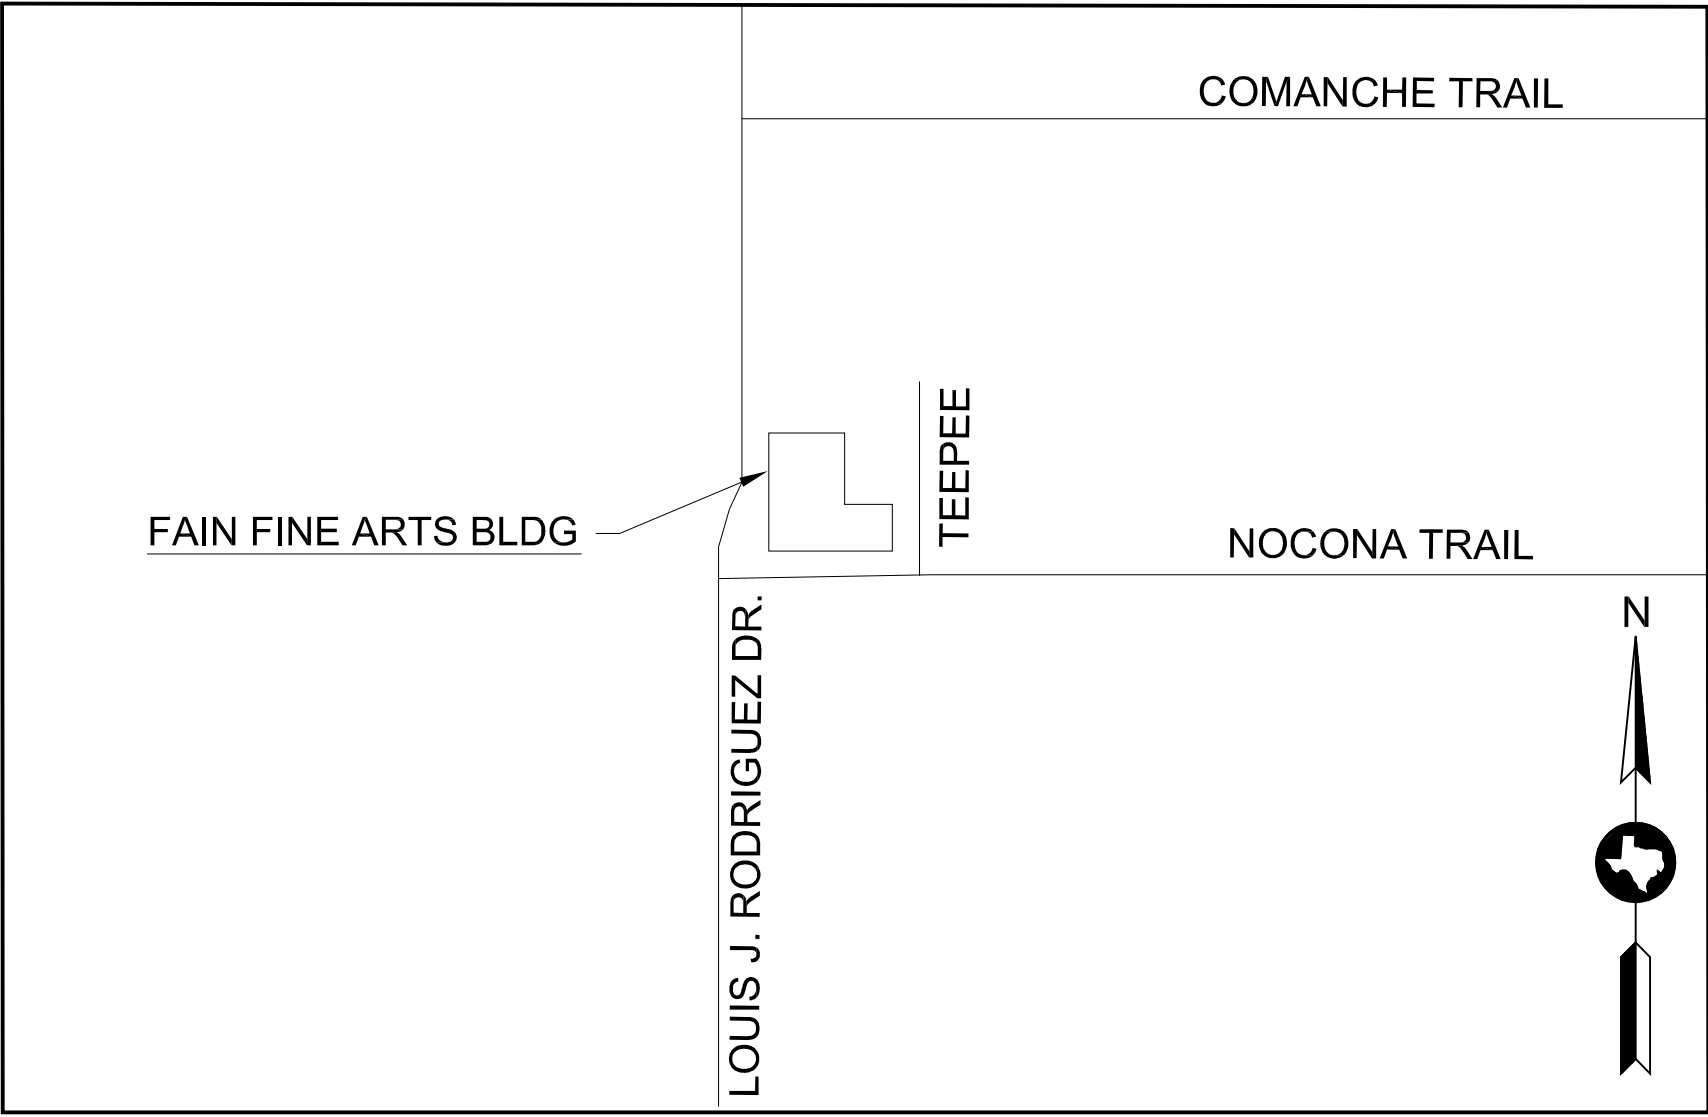 COMANCHE TRAIL
TEEPEE
FAIN FINE ARTS BLDG
NOCONA TRAIL
LOUIS J. RODRIGUEZ DR.
N